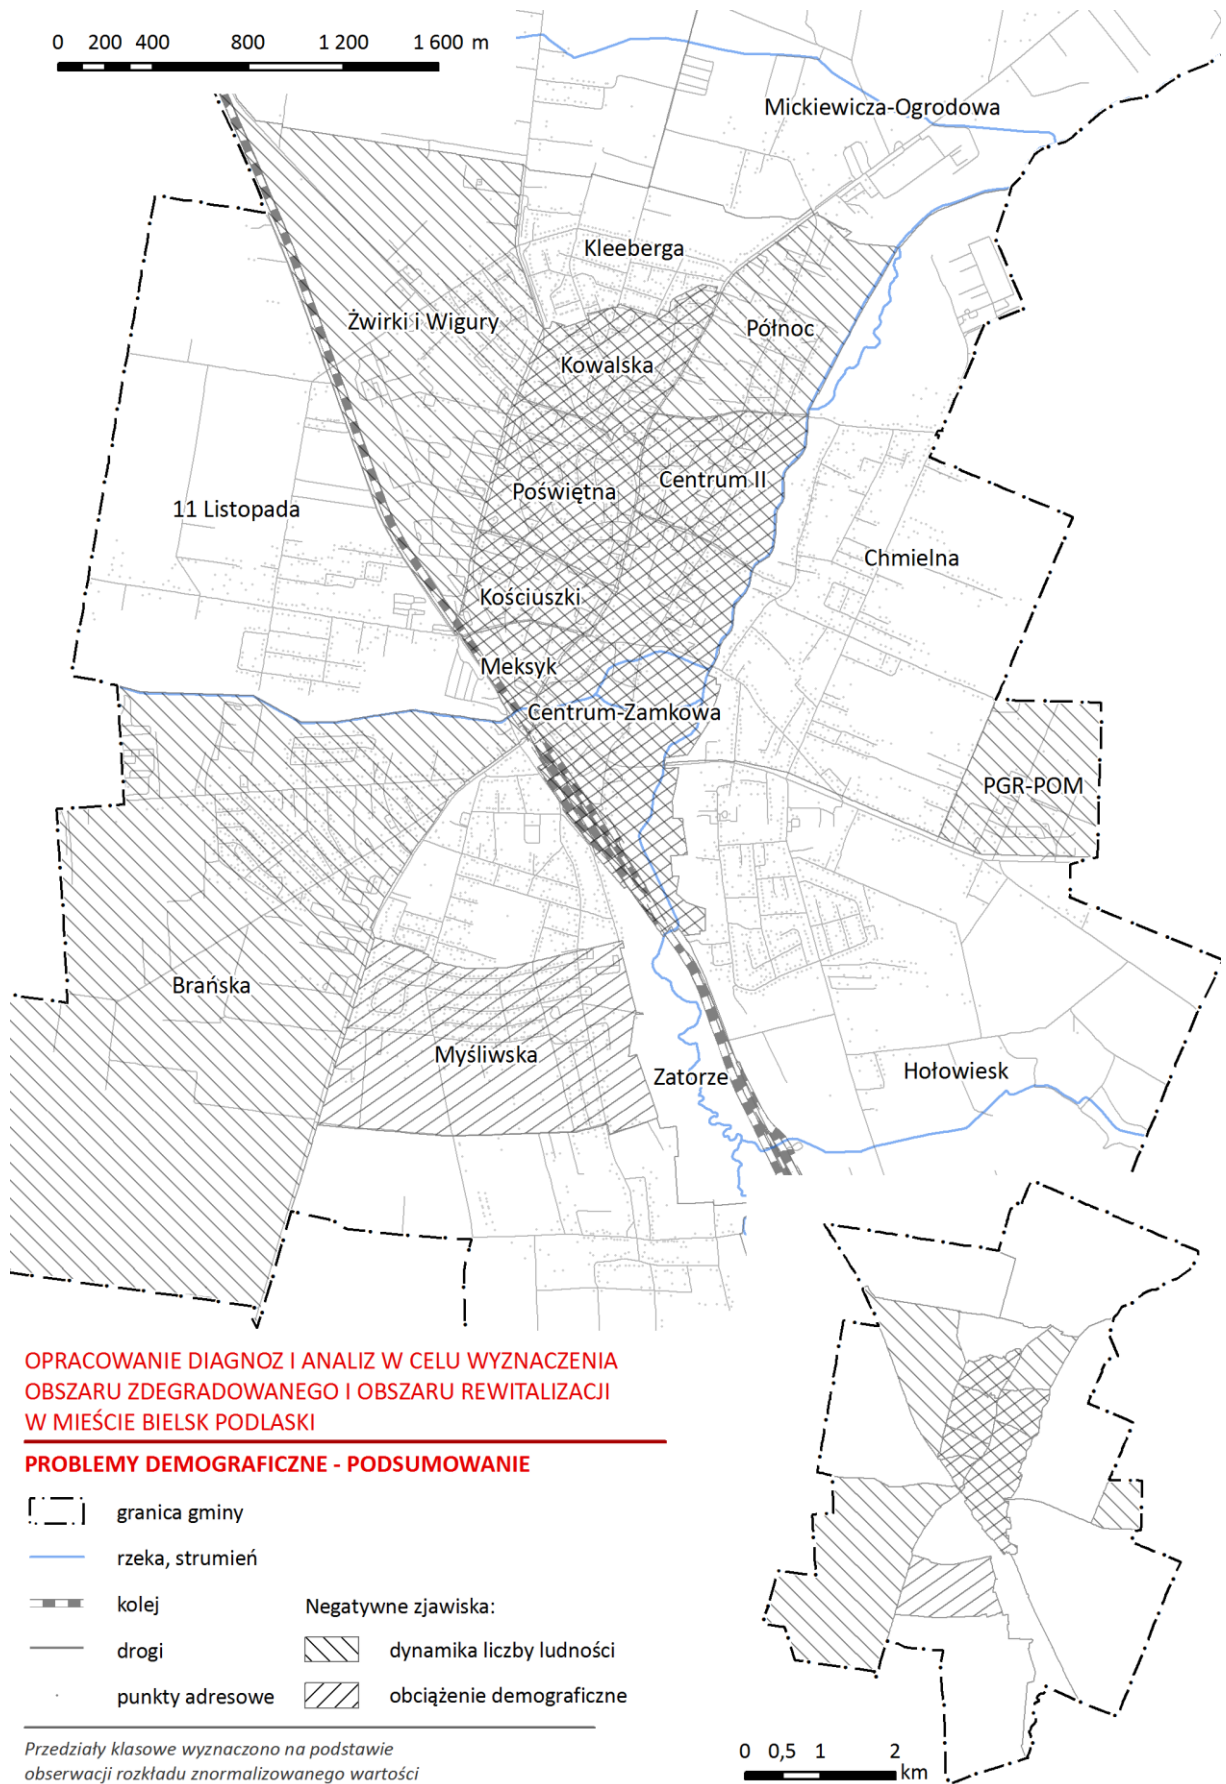 0 200 400 800 1 200 1 600 m
Mickiewicza-Ogrodowa
Kleeberga
Żwirki i Wigury
Północ
Kowalska
Poświętna
Centrum II
11 Listopada
Chmielna
Kościuszki
Meksyk
Centrum-Zamkowa
PGR-POM
Brańska
Myśliwska
Zatorze
Hołowiesk
OPRACOWANIE DIAGNOZ I ANALIZ W CELU WYZNACZENIA
OBSZARU ZDEGRADOWANEGO I OBSZARU REWITALIZACJI
W MIEŚCIE BIELSK PODLASKI
PROBLEMY DEMOGRAFICZNE - PODSUMOWANIE
granica gminy
rzeka, strumień
kolej
drogi
punkty adresowe
Negatywne zjawiska:
dynamika liczby ludności
obciążenie demograficzne
Przedziały klasowe wyznaczono na podstawie
obserwacji rozkładu znormalizowanego wartości
0 0,5 1 2
km